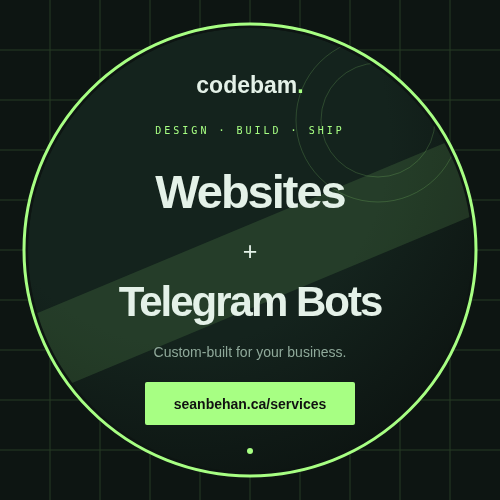 codebam.
DESIGN · BUILD · SHIP
Websites
+
Telegram Bots
Custom-built for your business.
seanbehan.ca/services